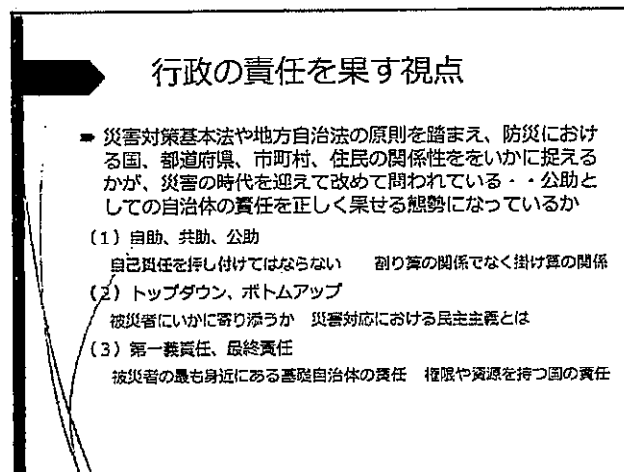 行政の責任を果す視点
災害対策基本法や地方自治法の原則を踏まえ、防災におけ
る国、都道府県、市町村、住民の関係性ををいかに捉える
かが、災害の時代を迎えて改めて問われている・・公助と
しての自治体の責任を正しく果せる態勢になっているか
（1）自助、共助、公助
自己責任を押し付けてはならない　割り算の関係でなく掛け算の関係
（2）トップダウン、ボトムアップ
被災者にいかに寄り添うか　災害対応における民主主義とは
（3）第一義責任、最終責任
被災者の最も身近にある基礎自治体の責任　権限や資源を持つ国の責任